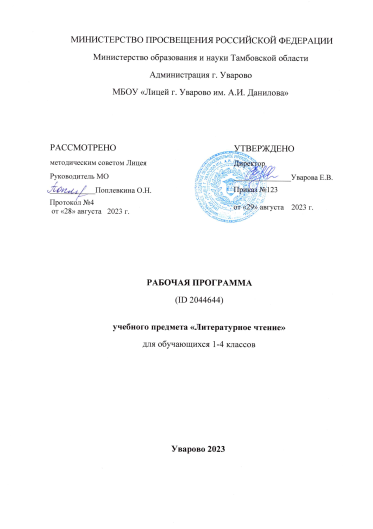 МИНИСТЕРСТВО ПРОСВЕЩЕНИЯ РОССИЙСКОЙ ФЕДЕРАЦИИ
Министерство образования и науки Тамбовской области
Администрация г. Уварово
МБОУ «Лицей г. Уварово им. А.И. Данилова»
РАССМОТРЕНО
методическим советом Лицея
Руководитель МО
Поплевкина О.Н.
Протокол №4
от «28» августа 2023 г.
УТВЕРЖДЕНО
Директор
Уварова Е.В.
Приказ №123
от «29» августа 2023 г.
РАБОЧАЯ ПРОГРАММА
(ID 2044644)
учебного предмета «Литературное чтение»
для обучающихся 1-4 классов
Уварово 2023